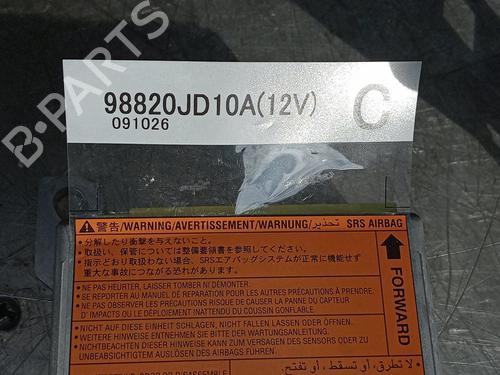 B-PARTS
98820JD10A(12V)
C
091026
警告/WARNING/AVERTISSEMENT/WARNUNG/تحذير
SRS AIRBAG
•分解したり衝撃を与えないこと。
•取扱い、保管については整備要領書を参照してください。
•指示どおり取扱わない場合、SRSエアバッグシステムが正常に機能せず
重大な事故につながる恐れがあります。
•NE PAS HEURTER, LAISSER TOMBER NI DÉMONTER.
•SE REPORTER AU MANUEL DE RÉPARATION POUR LES AUTRES PRÉCAUTIONS À PRENDRE.
•NE PAS OBSERVER LES PRÉCAUTIONS RISQUE DE CAUSER LA PANNE DU CAPTEUR
D' IMPACTS OU LE DÉPLOIEMENT INATTENDU DU COUSSIN GONFLABLE.
•NICHT AUF DIESE EINHEIT SCHLAGEN, NICHT FALLEN LASSEN ODER ÖFFNEN.
•WEITERE HINWEISE ENTNEHMEN SIE BITTE DER WARTUNGSANLEITUNG.
•NICHTBEACHTEN DIESER HINWEISE KANN ZUM AUSFALL ODER ZU
UNBEABSICHTIGTEM AUSLÖSEN DES AIRBAGS FÜHREN.
FORWARD
•لا تطرق، أو تسقط، أو تفتح.